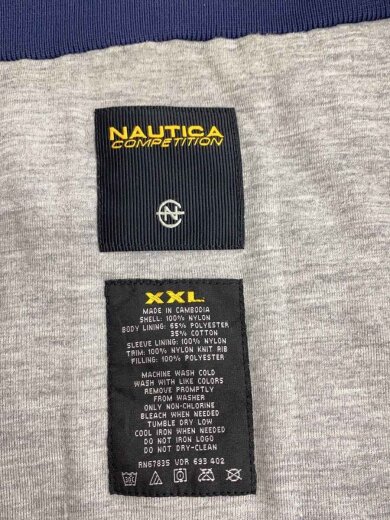 NAUTICA
COMPETITION
XXL
MADE IN CAMBODIA
SHELL: 100% NYLON
BODY LINING: 65% POLYESTER
35% COTTON
SLEEVE LINING: 100% NYLON
TRIM: 100% NYLON KNIT RIB
FILLING: 100% POLYESTER
MACHINE WASH COLD
WASH WITH LIKE COLORS
REMOVE PROMPTLY
FROM WASHER
ONLY NON-CHLORINE
BLEACH WHEN NEEDED
TUMBLE DRY LOW
COOL IRON WHEN NEEDED
DO NOT IRON LOGO
DO NOT DRY-CLEAN
RN67835 VDR 693 402